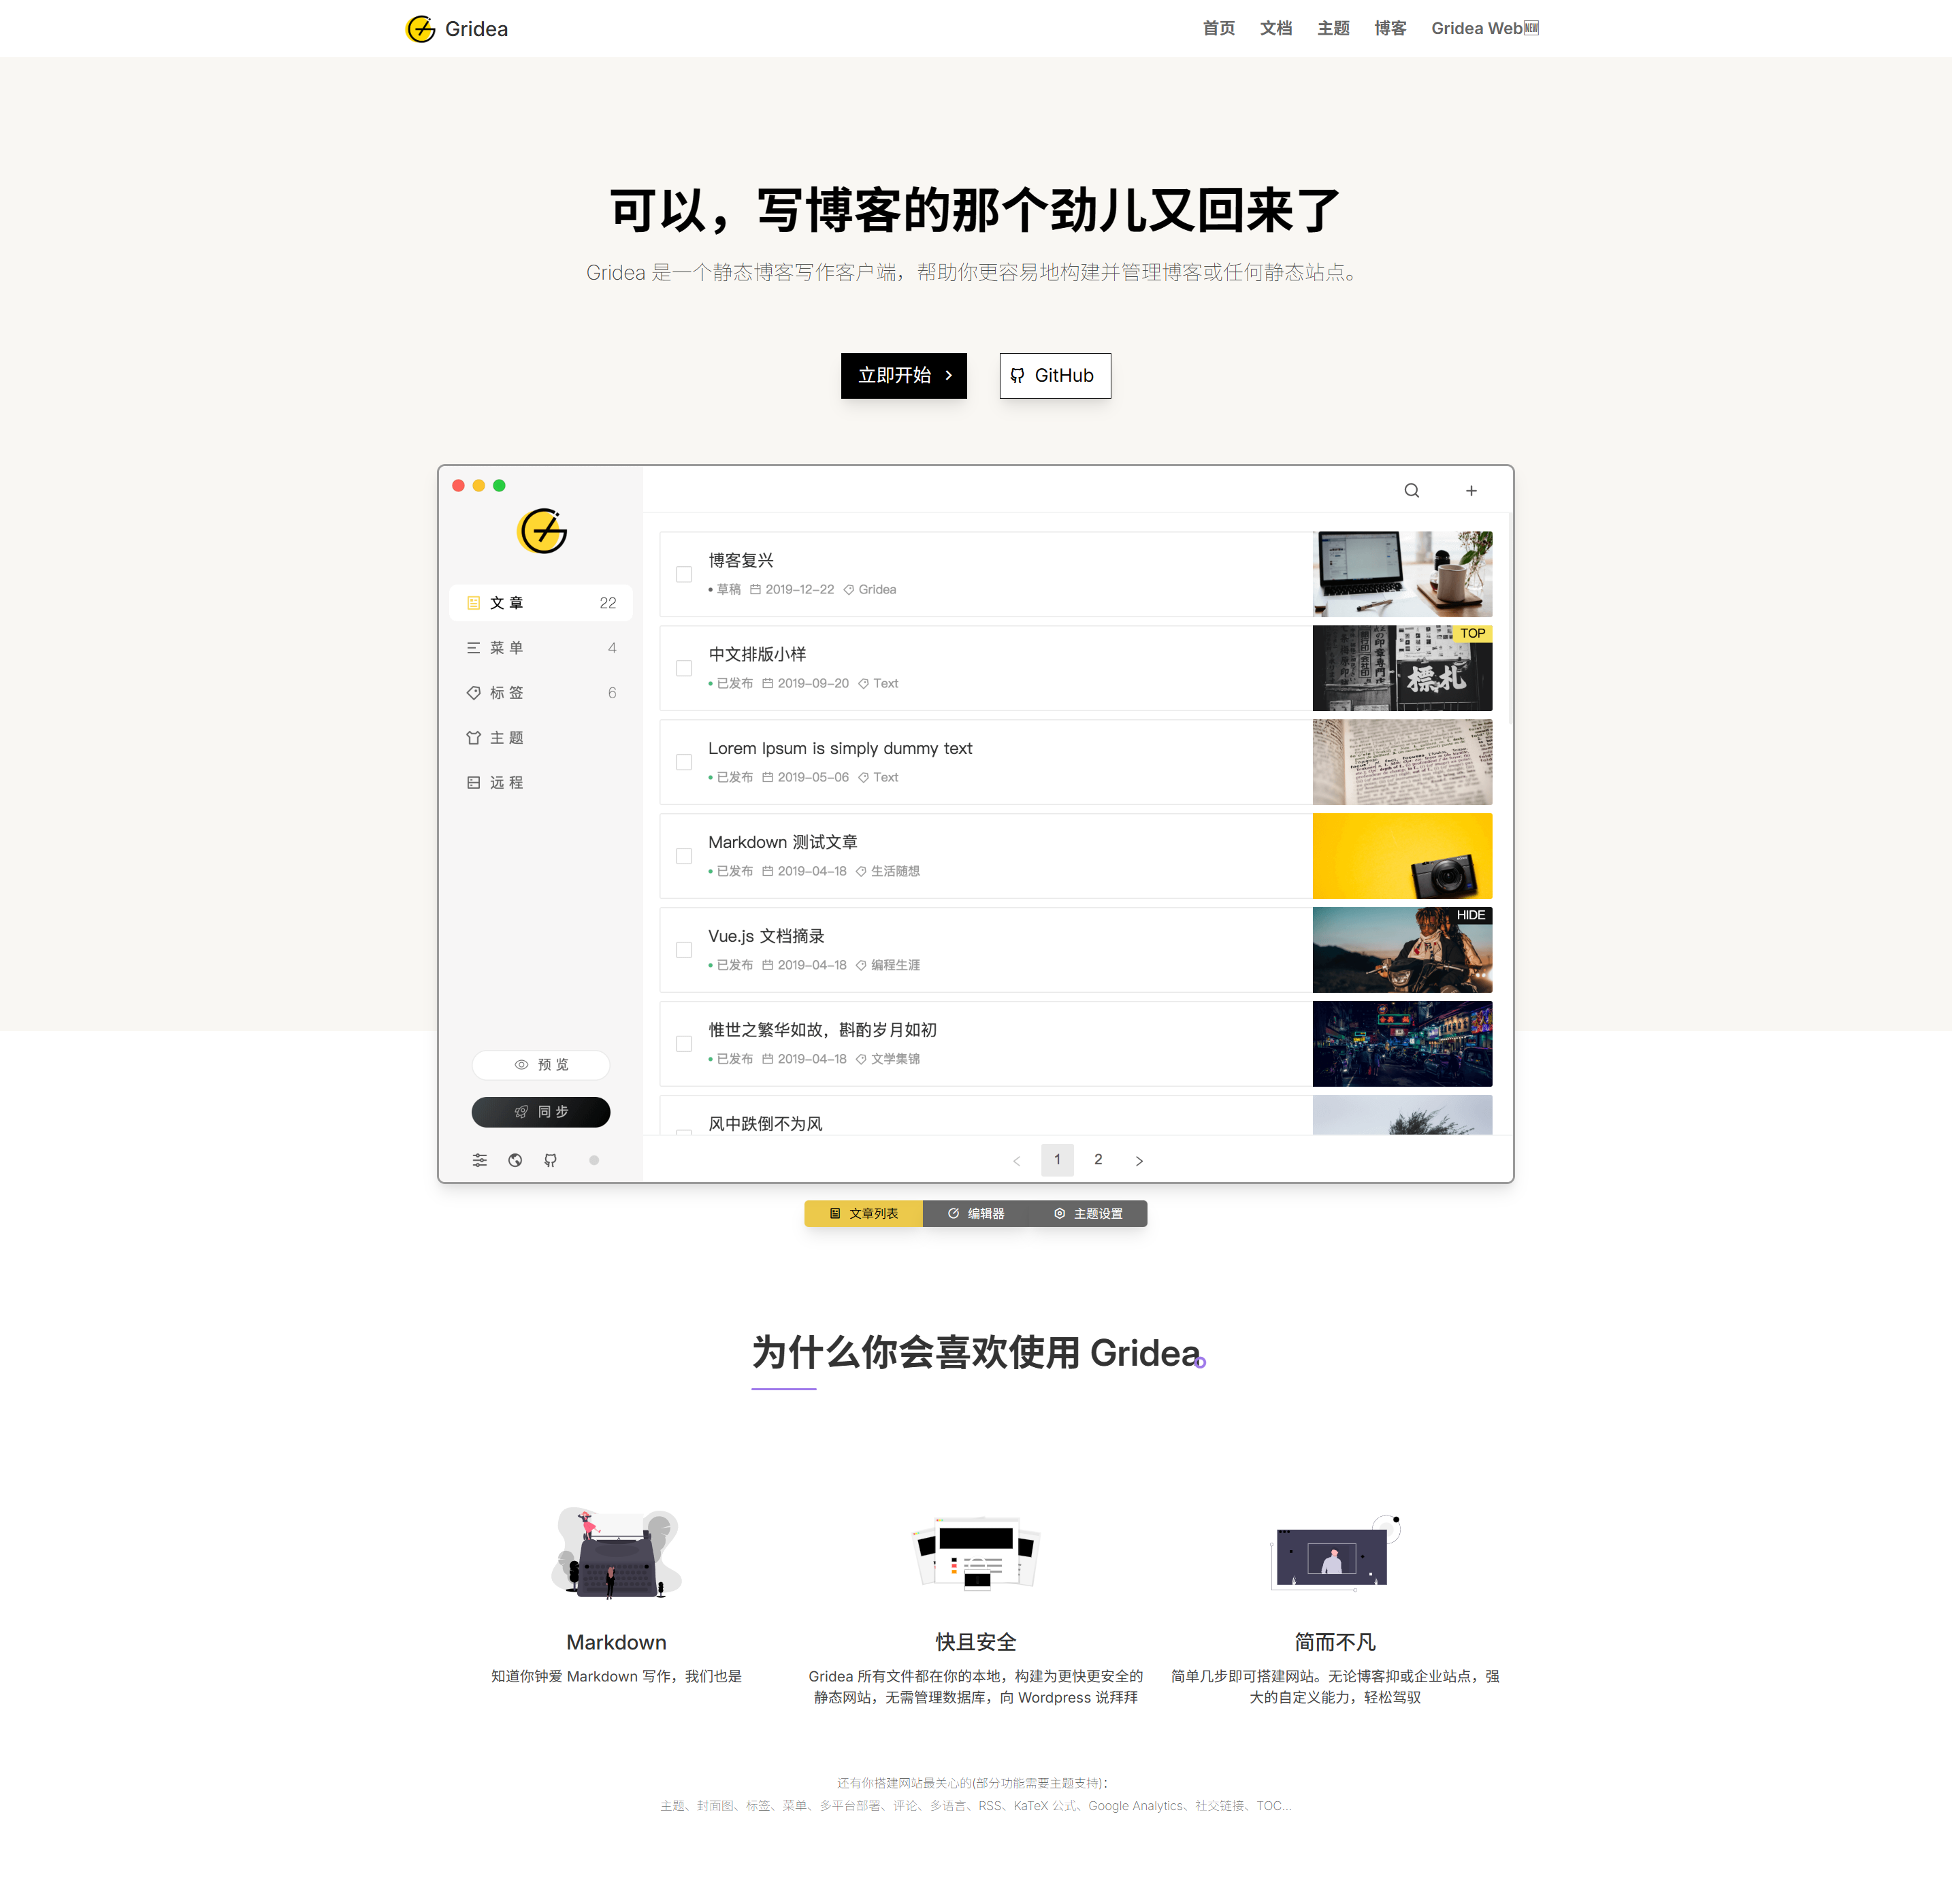 Gridea
首页 文档 主题 博客 Gridea Web🆕
可以，写博客的那个劲儿又回来了
Gridea 是一个静态博客写作客户端，帮助你更容易地构建并管理博客或任何静态站点。
立即开始
GitHub
文章 22
菜单 4
标签 6
主题
远程
预览
同步
博客复兴
草稿 2019-12-22 Gridea
中文排版小样
已发布 2019-09-20 Text
TOP
標札
Lorem Ipsum is simply dummy text
已发布 2019-05-06 Text
Markdown 测试文章
已发布 2019-04-18 生活随想
Vue.js 文档摘录
已发布 2019-04-18 编程生涯
HIDE
惟世之繁华如故，斟酌岁月如初
已发布 2019-04-18 文学集锦
风中跌倒不为风
< 1 2 >
文章列表 编辑器 主题设置
为什么你会喜欢使用 Gridea
Markdown
知道你钟爱 Markdown 写作，我们也是
快且安全
Gridea 所有文件都在你的本地，构建为更快更安全的
静态网站，无需管理数据库，向 Wordpress 说拜拜
简而不凡
简单几步即可搭建网站。无论博客抑或企业站点，强
大的自定义能力，轻松驾驭
还有你搭建网站最关心的(部分功能需要主题支持)：
主题、封面图、标签、菜单、多平台部署、评论、多语言、RSS、KaTeX 公式、Google Analytics、社交链接、TOC...